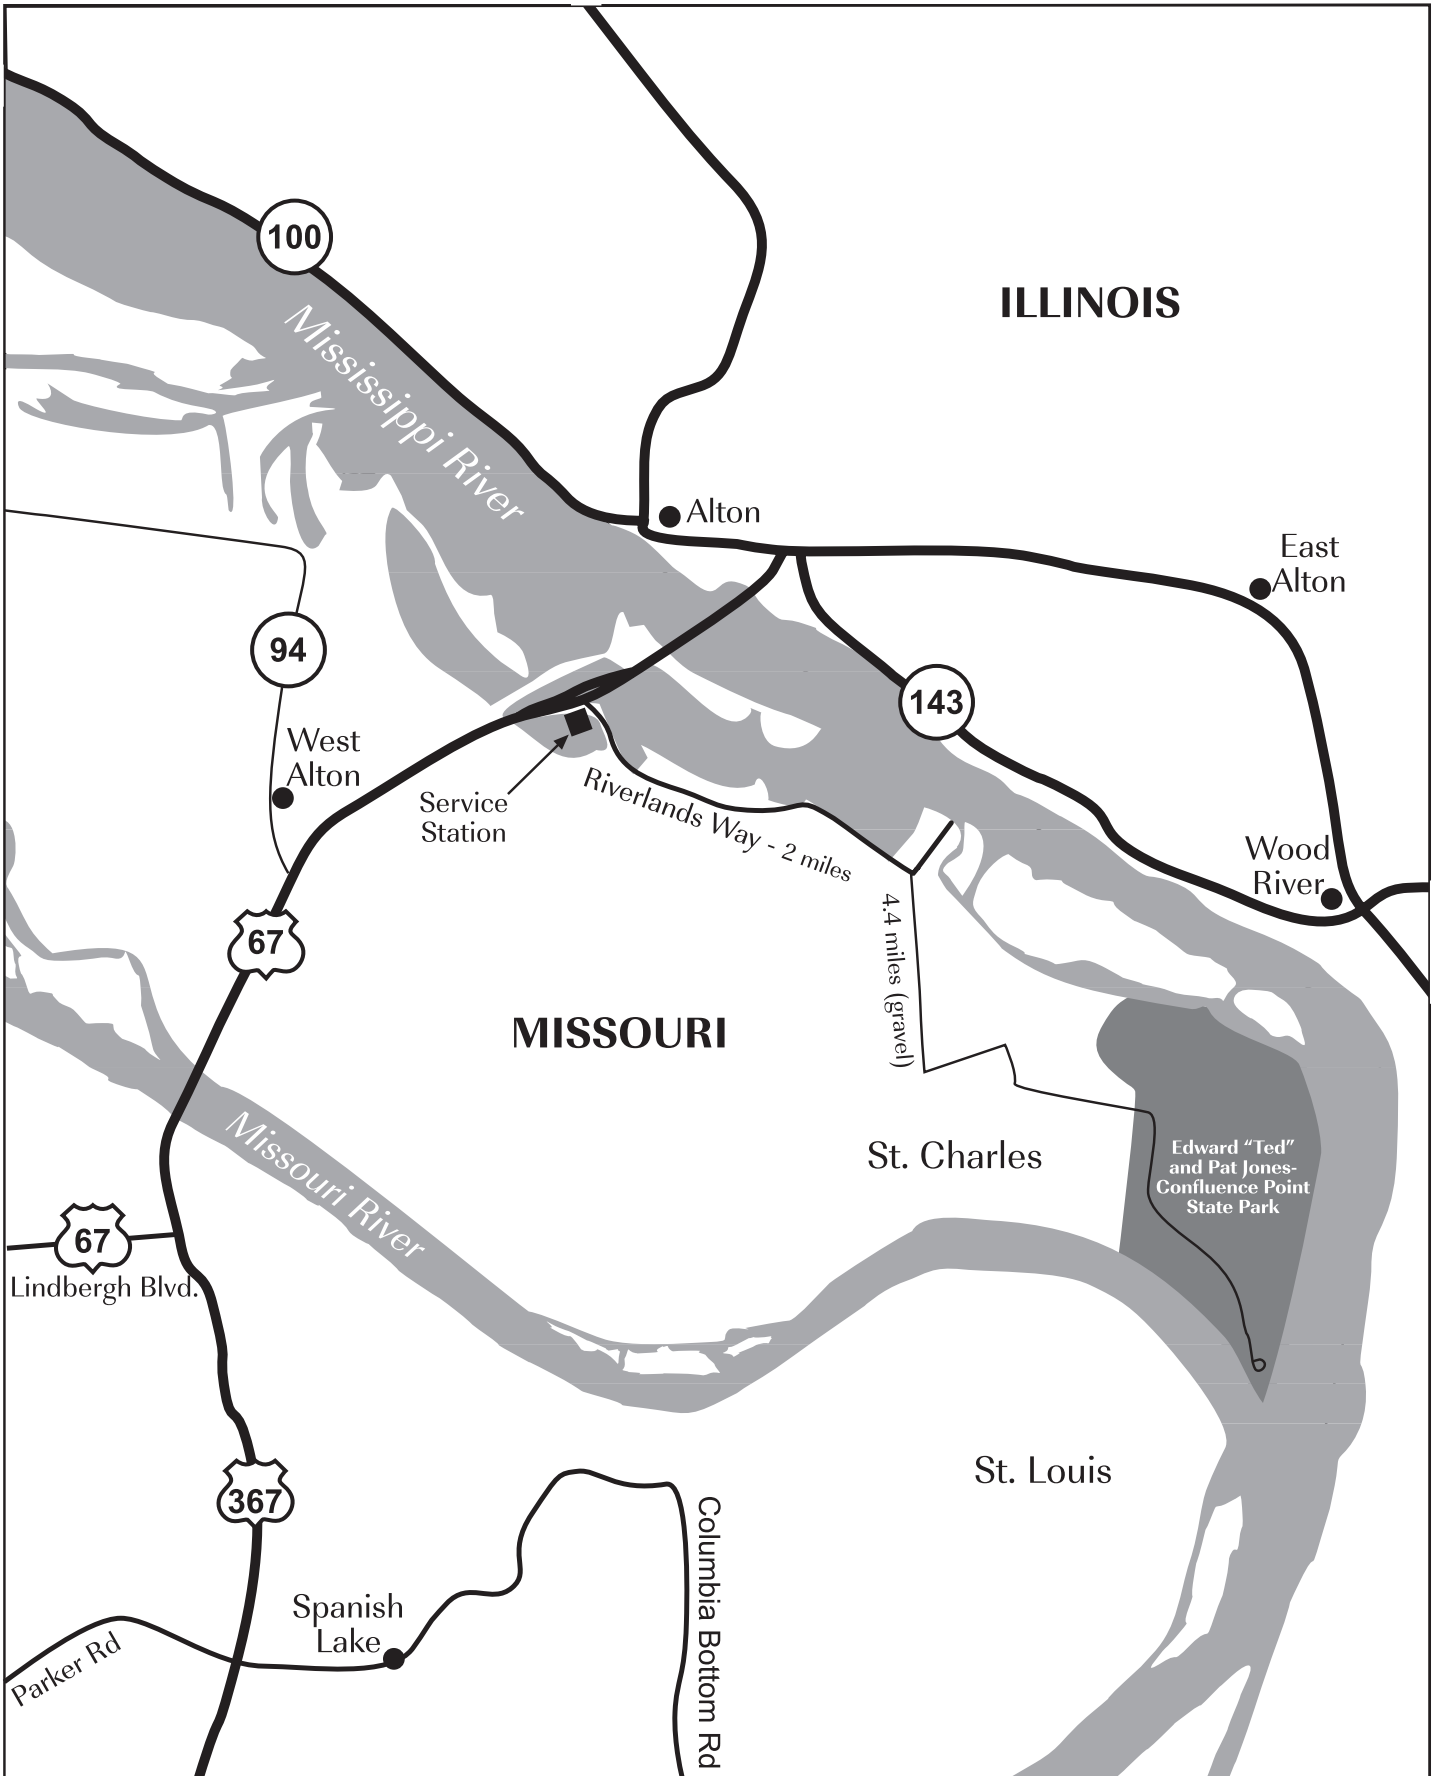 100
ILLINOIS
Mississippi River
Alton
East
Alton
94
143
West
Alton
Service
Station
Riverlands Way - 2 miles
Wood
River
4.4 miles (gravel)
67
MISSOURI
Missouri River
St. Charles
Edward “Ted”
and Pat Jones-
Confluence Point
State Park
67
Lindbergh Blvd.
St. Louis
367
Columbia Bottom Rd
Spanish
Lake
Parker Rd